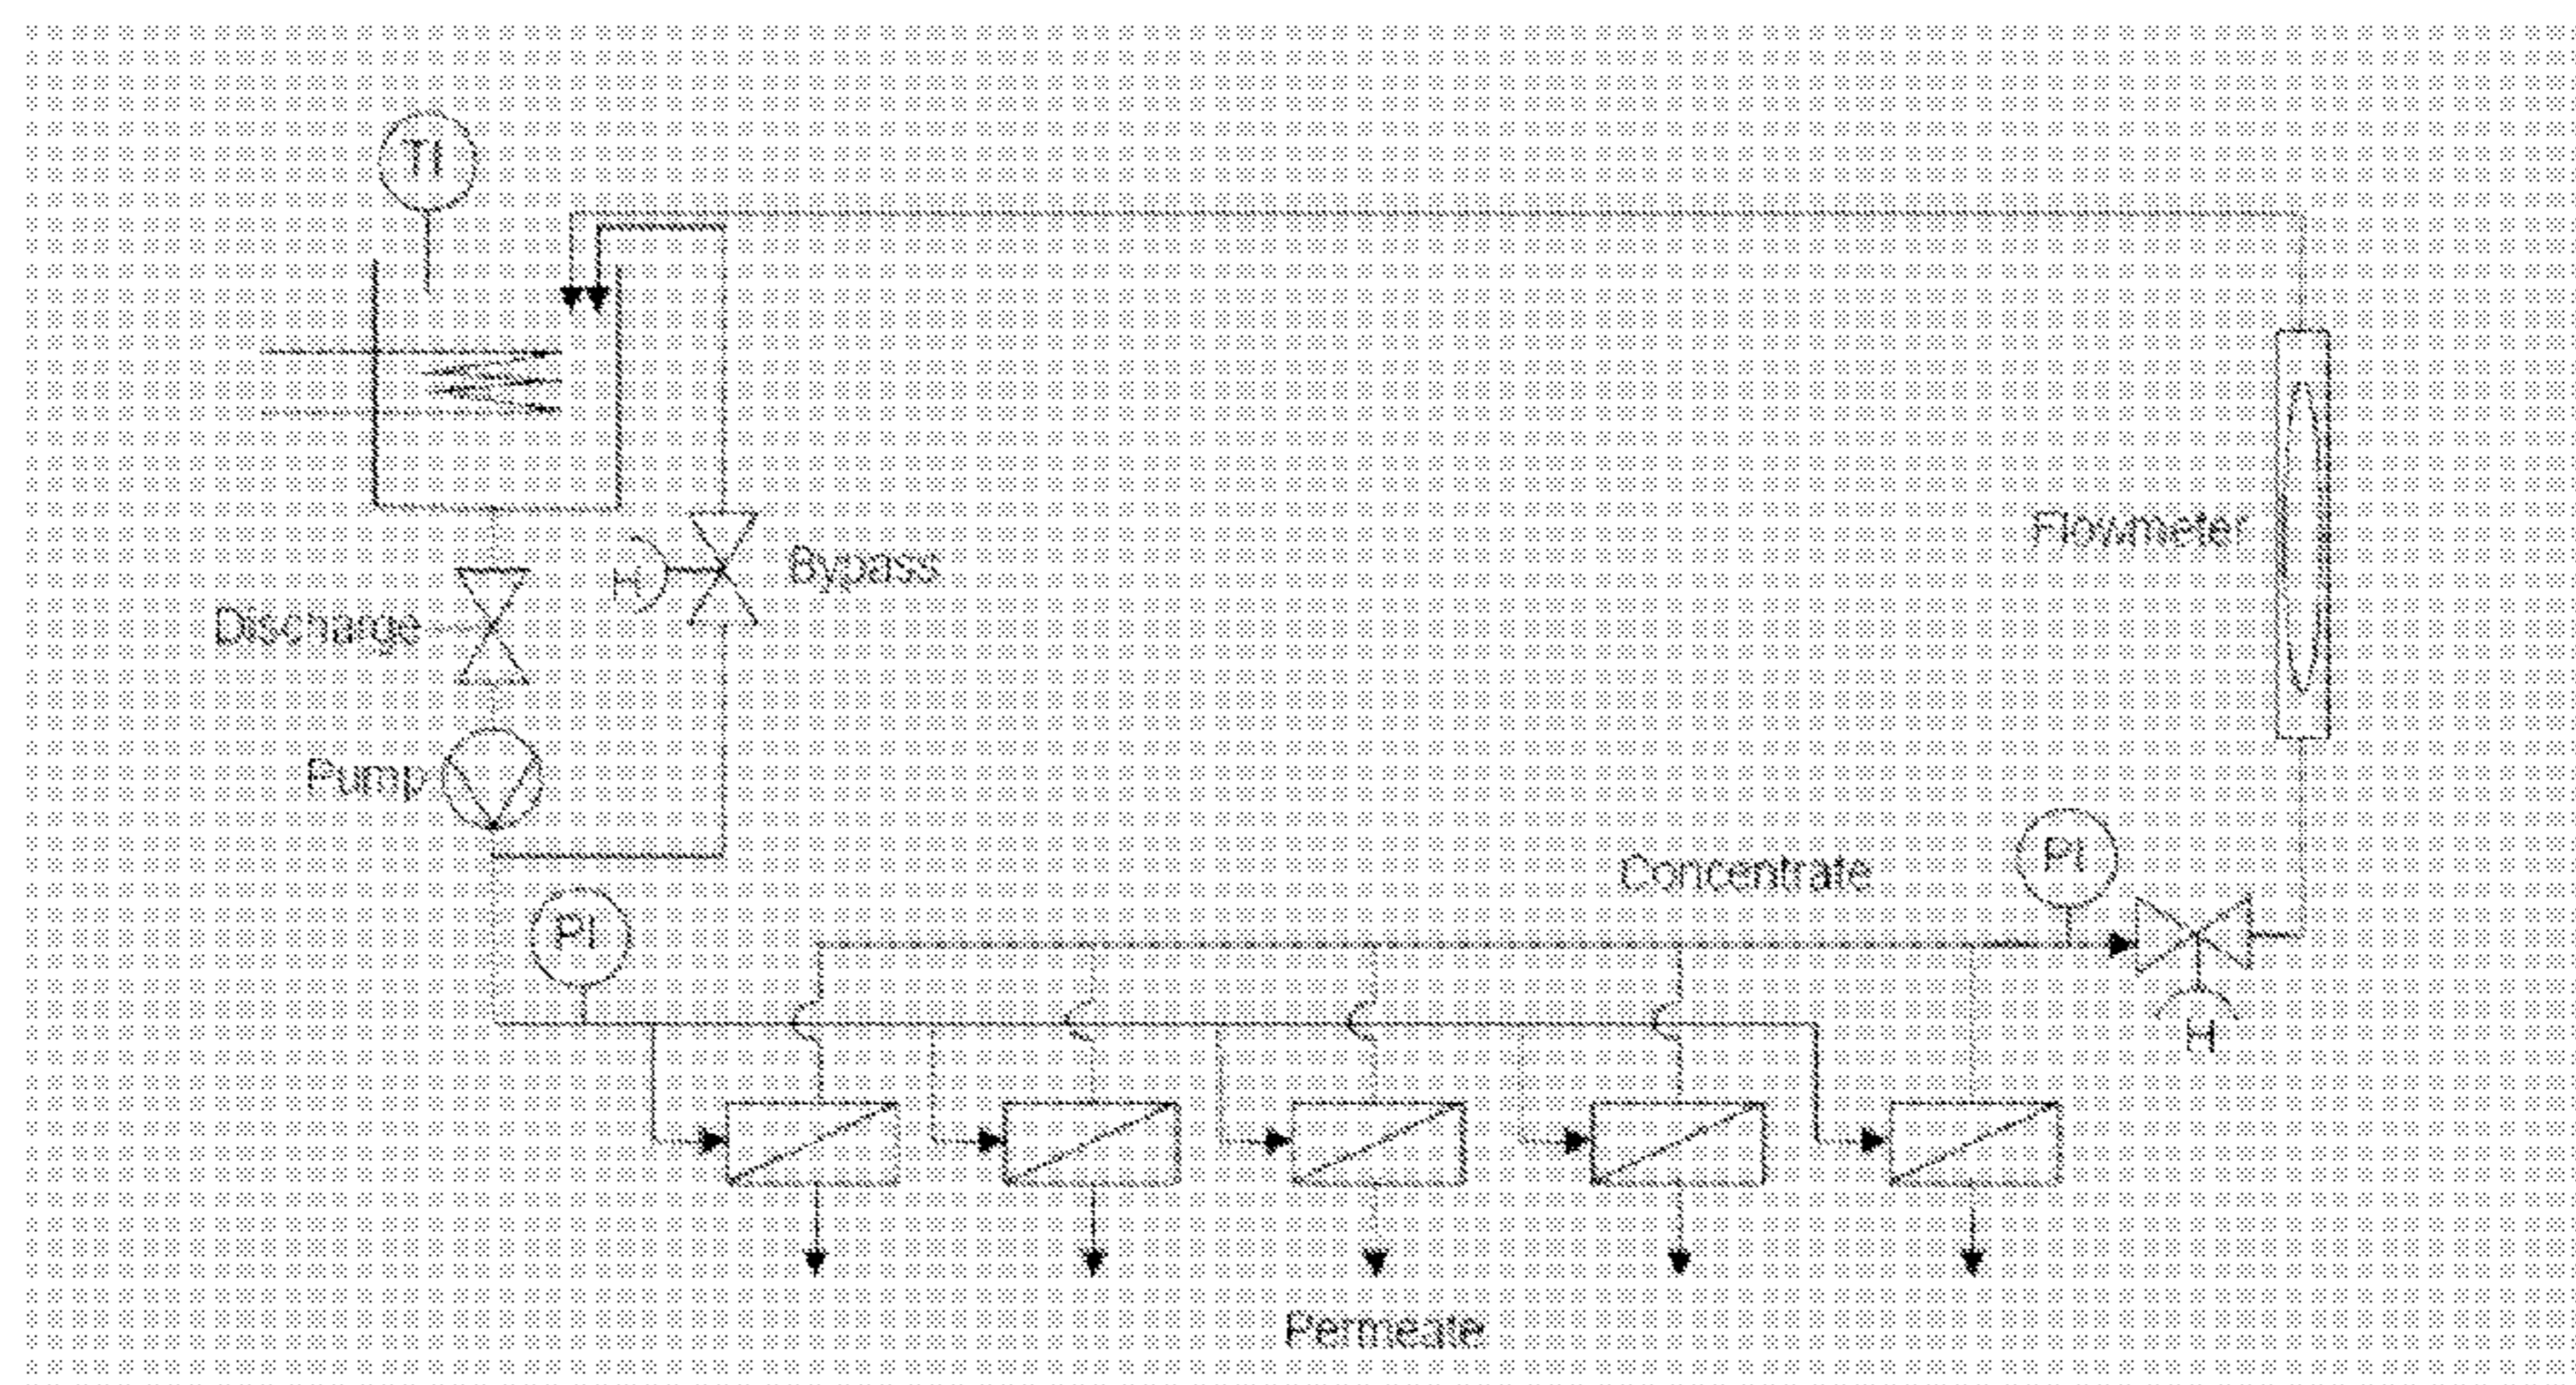 TI
Flowmeter
Bypass
H
Discharge
Pump
PI
Concentrate
PI
H
Permeate